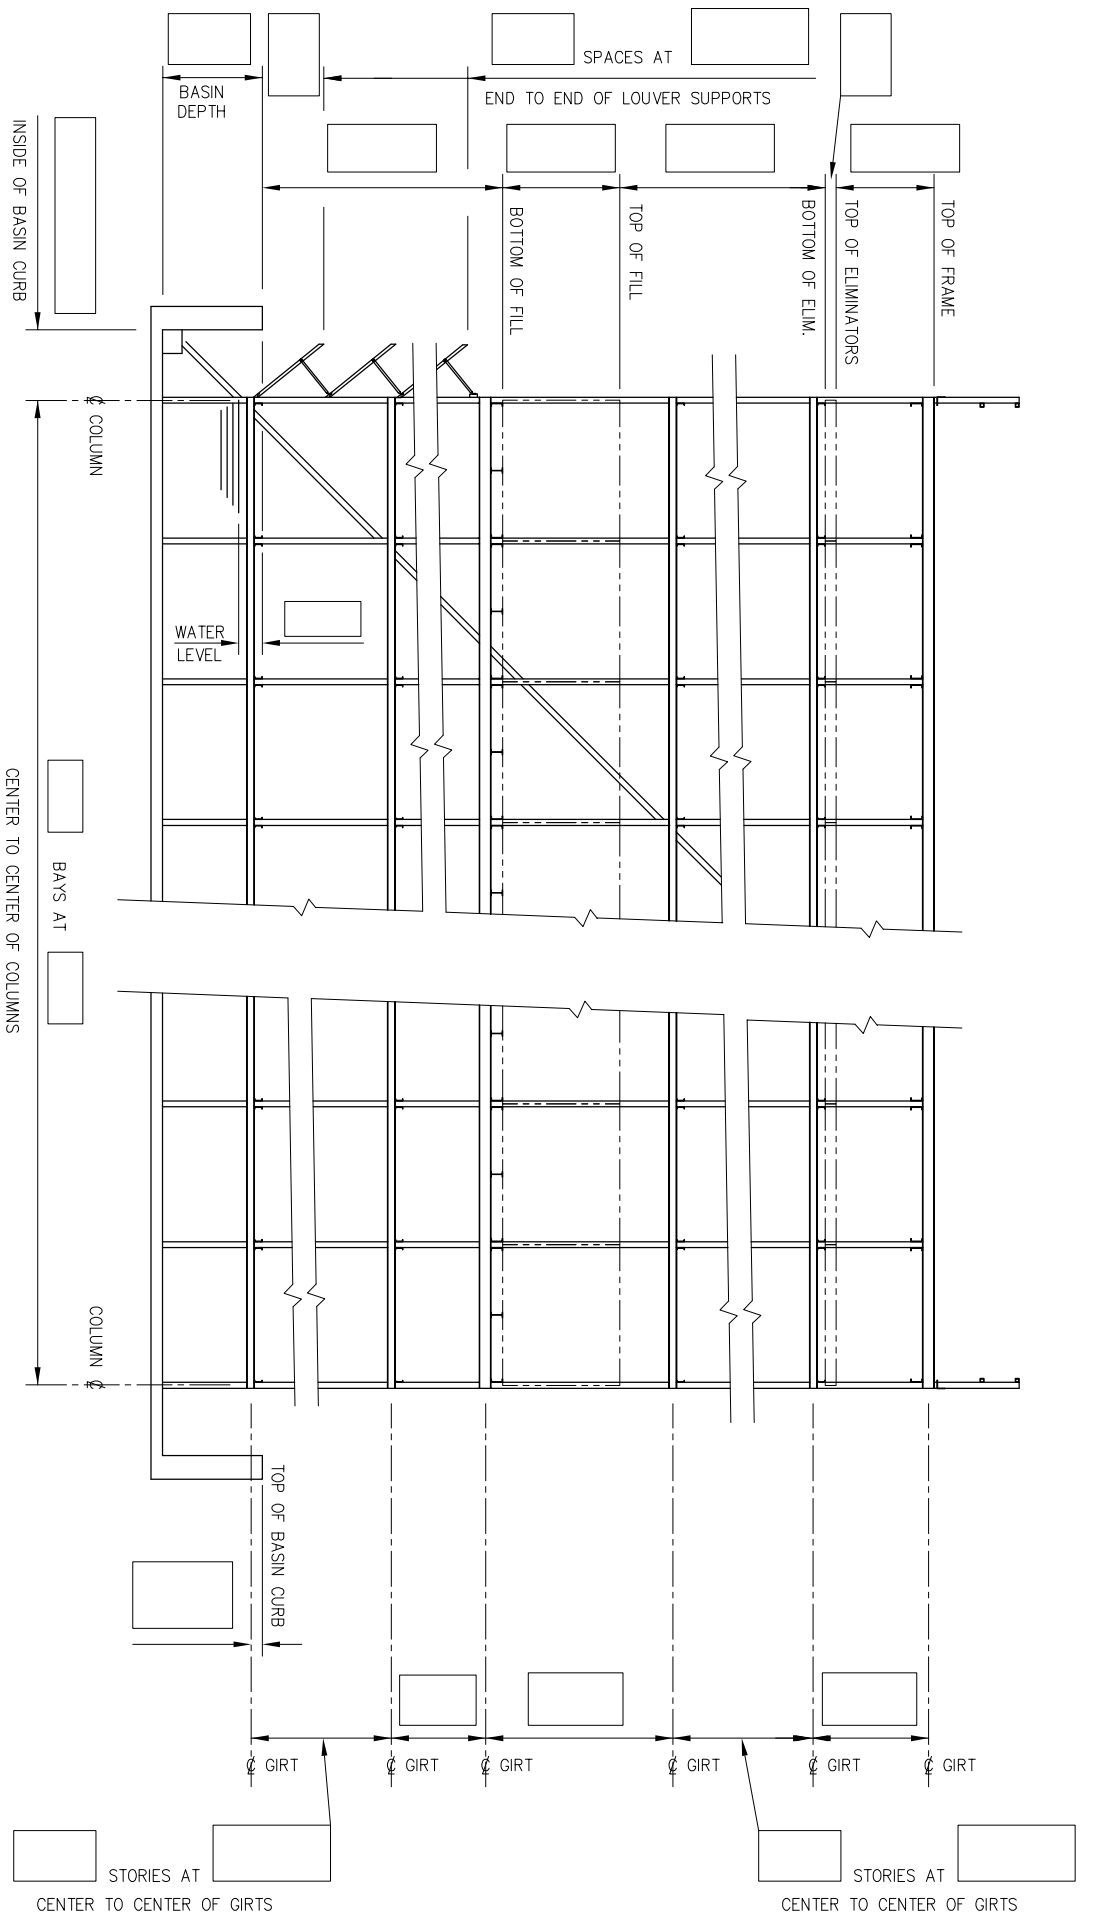 SPACES AT
END TO END OF LOUVER SUPPORTS
BASIN
DEPTH
INSIDE OF BASIN CURB
BOTTOM OF FILL
TOP OF FILL
BOTTOM OF ELIM.
TOP OF ELIMINATORS
TOP OF FRAME
℄ COLUMN
WATER
LEVEL
BAYS AT
CENTER TO CENTER OF COLUMNS
COLUMN ℄
TOP OF BASIN CURB
℄ GIRT
℄ GIRT
℄ GIRT
℄ GIRT
℄ GIRT
℄ GIRT
STORIES AT
CENTER TO CENTER OF GIRTS
STORIES AT
CENTER TO CENTER OF GIRTS